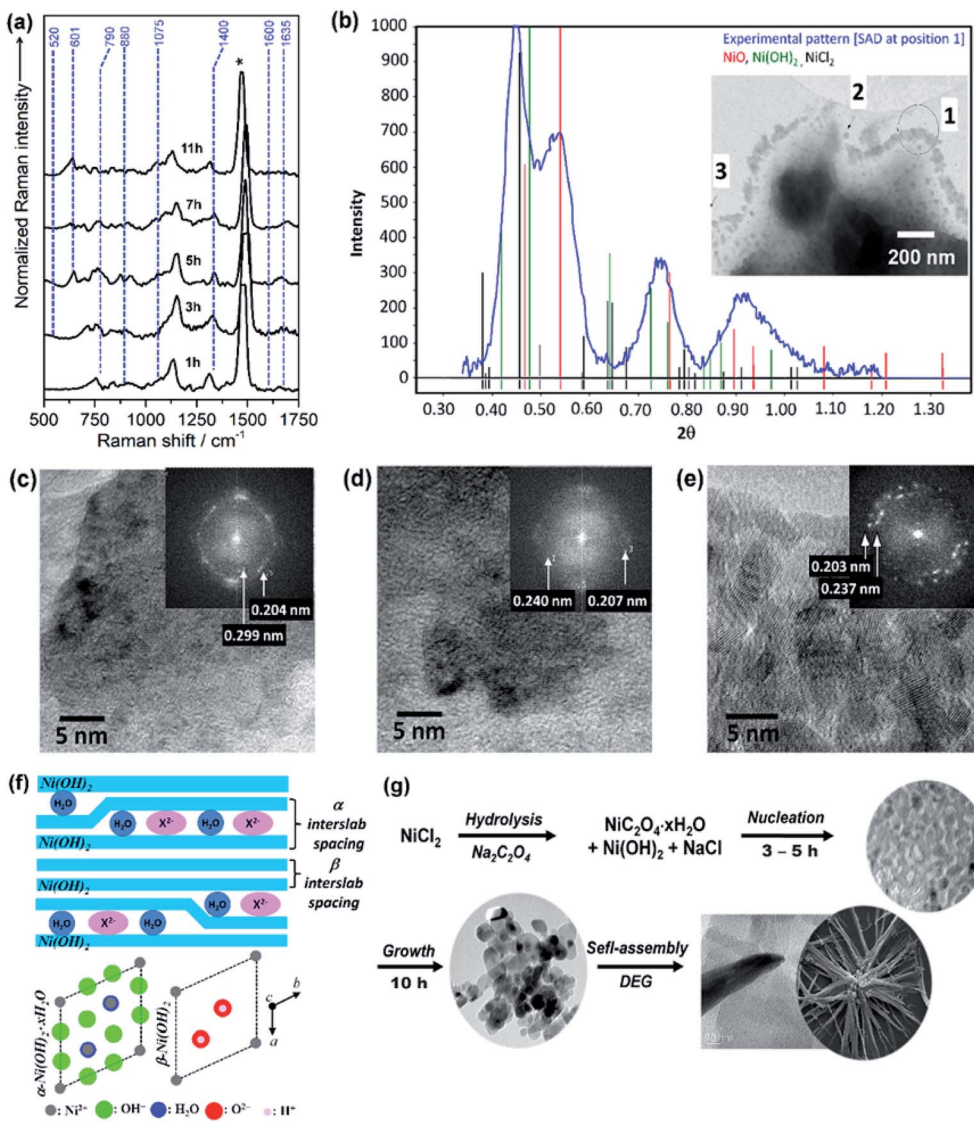 (a)
Normalized Raman intensity
520
601
790
880
1075
1400
1600
1635
*
11h
7h
5h
3h
1h
500 750 1000 1250 1500 1750
Raman shift / cm⁻¹
(b)
Intensity
1000
900
800
700
600
500
400
300
200
100
0
Experimental pattern [SAD at position 1]
NiO, Ni(OH)₂, NiCl₂
1
2
3
200 nm
0.30 0.40 0.50 0.60 0.70 0.80 0.90 1.00 1.10 1.20 1.30
2θ
(c)
0.204 nm
0.299 nm
5 nm
(d)
0.240 nm 0.207 nm
5 nm
(e)
0.203 nm
0.237 nm
5 nm
(f)
Ni(OH)₂
H₂O
H₂O X²⁻ H₂O X²⁻
Ni(OH)₂
α
interslab
spacing
Ni(OH)₂
β
interslab
spacing
H₂O X²⁻
H₂O X²⁻ H₂O
Ni(OH)₂
α-Ni(OH)₂·xH₂O
β-Ni(OH)₂
b
c
a
: Ni²⁺ : OH⁻ : H₂O : O²⁻ : H⁺
(g)
NiCl₂
Hydrolysis
Na₂C₂O₄
NiC₂O₄·xH₂O
+ Ni(OH)₂ + NaCl
Nucleation
3 – 5 h
Growth
10 h
Sefl-assembly
DEG